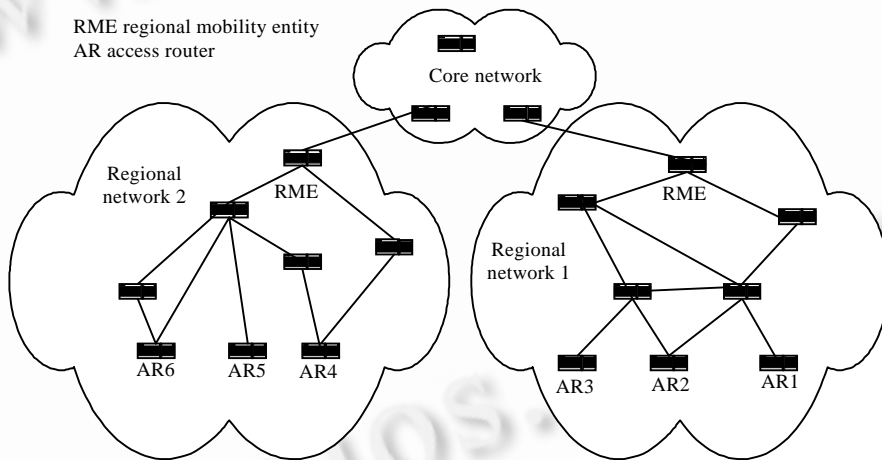 RME regional mobility entity
AR access router
Core network
Regional
network 2
RME
RME
Regional
network 1
AR6
AR5
AR4
AR3
AR2
AR1